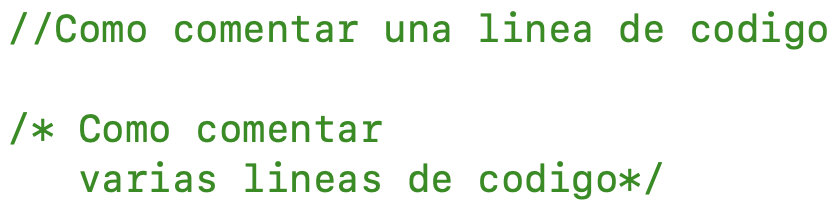 //Como comentar una linea de codigo
/* Como comentar
varias lineas de codigo*/